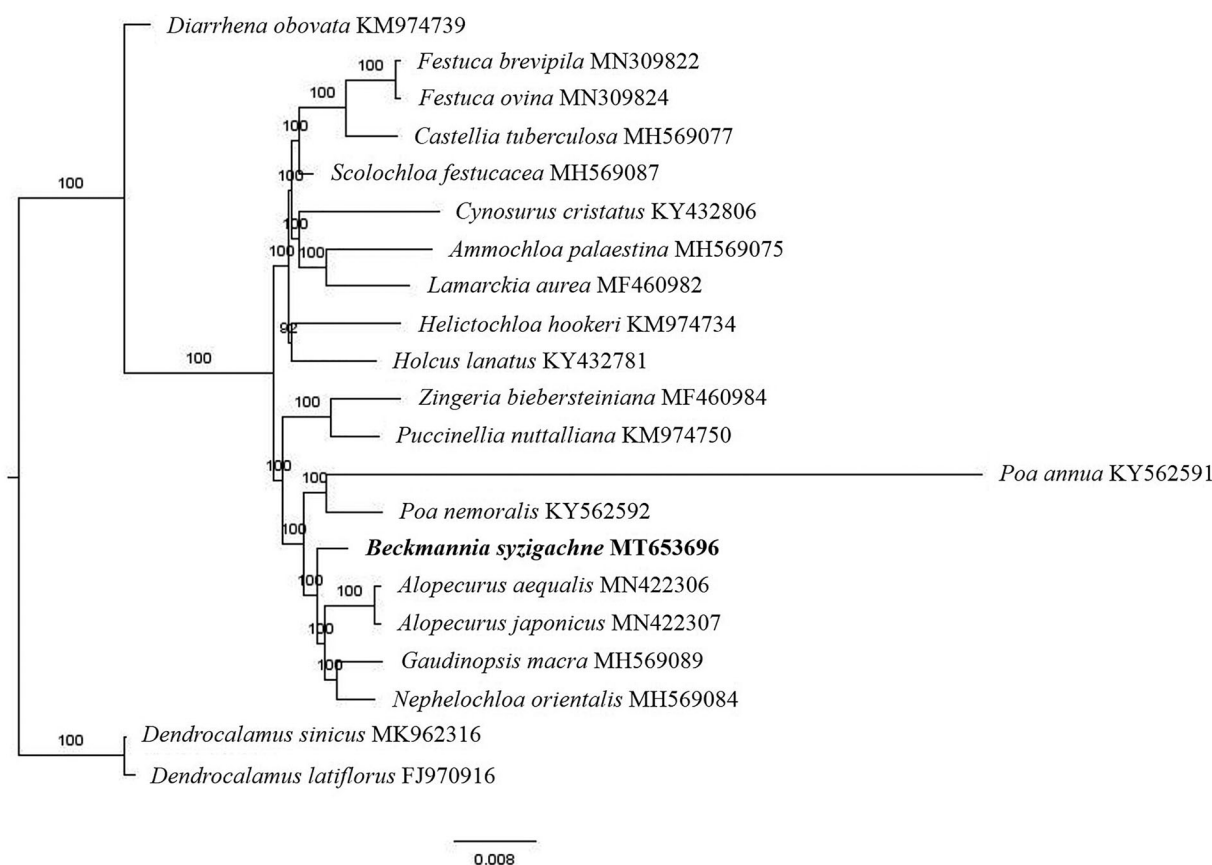 Diarrhena obovata KM974739
100
Festuca brevipila MN309822
100
Festuca ovina MN309824
100
Castellia tuberculosa MH569077
100
Scolochloa festucacea MH569087
100
100
Cynosurus cristatus KY432806
100
Ammochloa palaestina MH569075
100
100
Lamarckia aurea MF460982
Helictochloa hookeri KM974734
92
Holcus lanatus KY432781
100
Zingeria biebersteiniana MF460984
100
Puccinellia nuttalliana KM974750
100
Poa annua KY562591
100
Poa nemoralis KY562592
100
Beckmannia syzigachne MT653696
100
Alopecurus aequalis MN422306
100
Alopecurus japonicus MN422307
100
Gaudinopsis macra MH569089
100
Nephelochloa orientalis MH569084
Dendrocalamus sinicus MK962316
100
Dendrocalamus latiflorus FJ970916
0.008